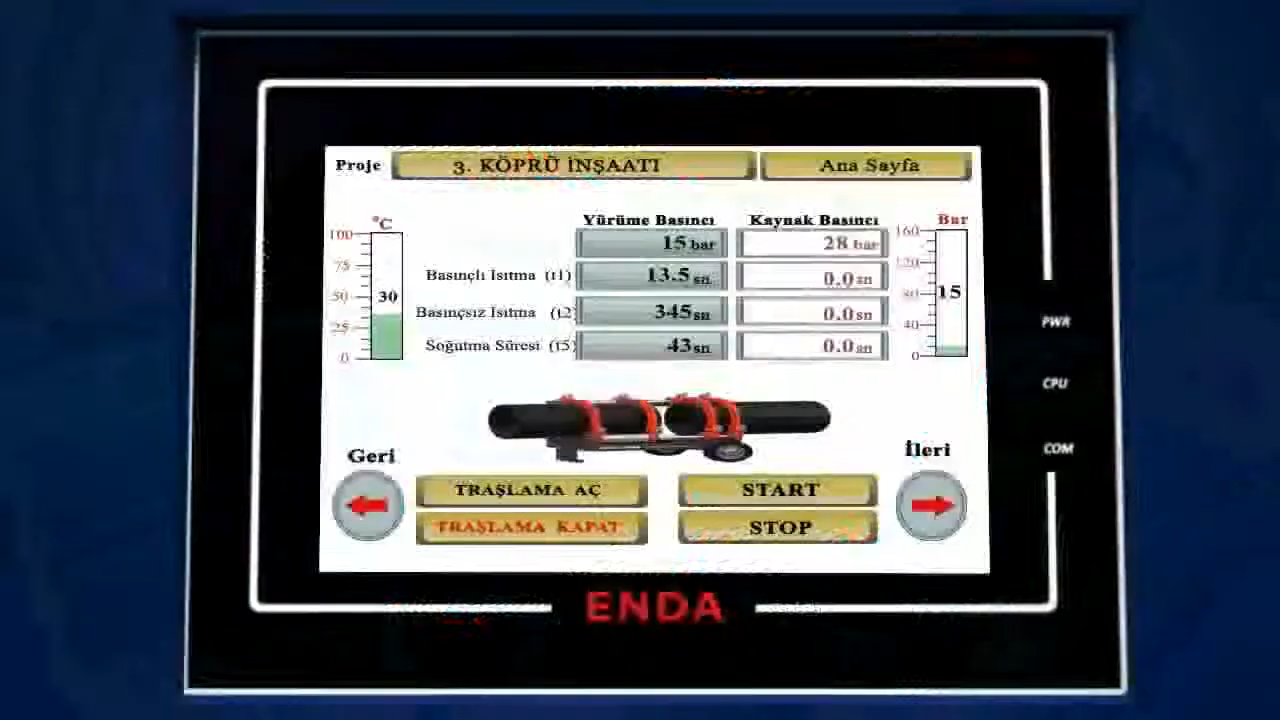 Proje 3. KÖPRÜ İNŞAATI Ana Sayfa
°C Yürüme Basıncı Kaynak Basıncı Bar
100 75 50 25 0
30
15 bar 28 bar
Basınçlı Isıtma (t1) 13.5 sn 0.0 sn
Basınçsız Isıtma (t2 345 sn 0.0 sn
Soğutma Süresi (t5) 43 sn 0.0 sn
160 120 80 40 0
15
PWR
CPU
COM
Geri İleri
TRAŞLAMA AÇ START
TRAŞLAMA KAPAT STOP
ENDA